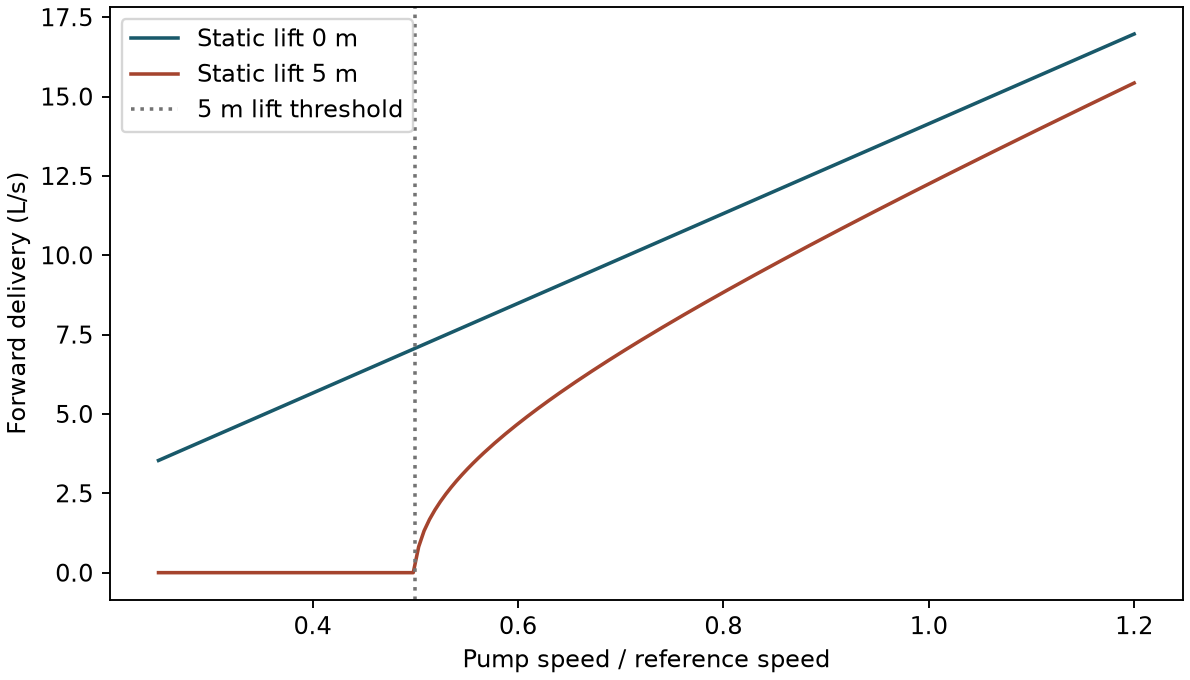 17.5
15.0
12.5
10.0
7.5
5.0
2.5
0.0
Forward delivery (L/s)
Static lift 0 m
Static lift 5 m
5 m lift threshold
0.4 0.6 0.8 1.0 1.2
Pump speed / reference speed